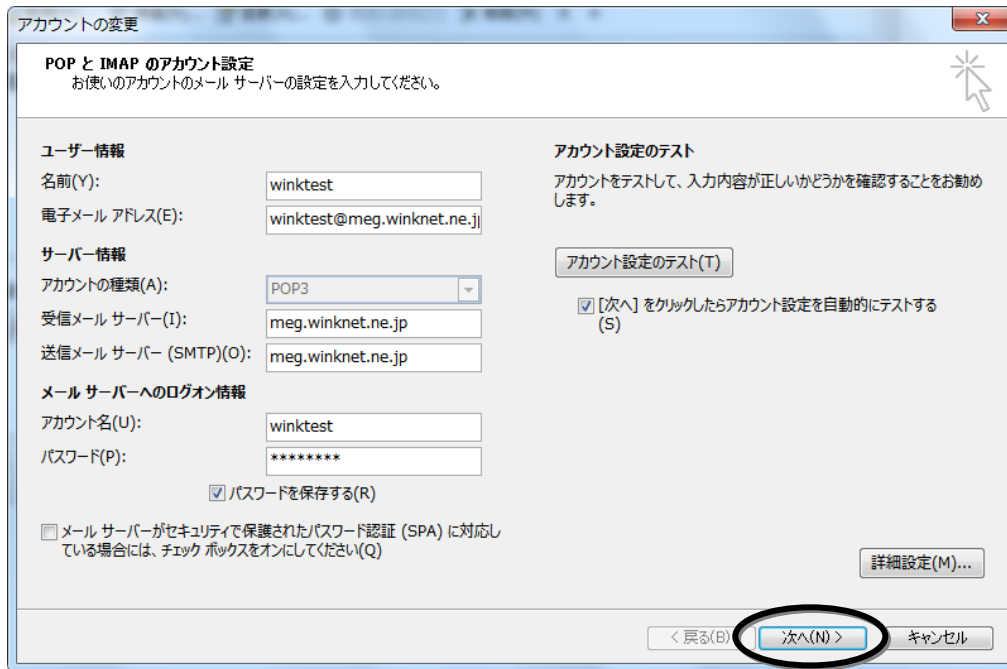 アカウントの変更
POP と IMAP のアカウント設定
お使いのアカウントのメール サーバーの設定を入力してください。
ユーザー情報
名前(Y):
winktest
電子メール アドレス(E):
winktest@meg.winknet.ne.j
サーバー情報
アカウントの種類(A):
POP3
受信メール サーバー(I):
meg.winknet.ne.jp
送信メール サーバー (SMTP)(O):
meg.winknet.ne.jp
メール サーバーへのログオン情報
アカウント名(U):
winktest
パスワード(P):
********
パスワードを保存する(R)
メール サーバーがセキュリティで保護されたパスワード認証 (SPA) に対応し
ている場合には、チェック ボックスをオンにしてください(Q)
アカウント設定のテスト
アカウントをテストして、入力内容が正しいかどうかを確認することをお勧め
します。
アカウント設定のテスト(T)
[次へ] をクリックしたらアカウント設定を自動的にテストする
(S)
詳細設定(M)...
< 戻る(B)
次へ(N) >
キャンセル